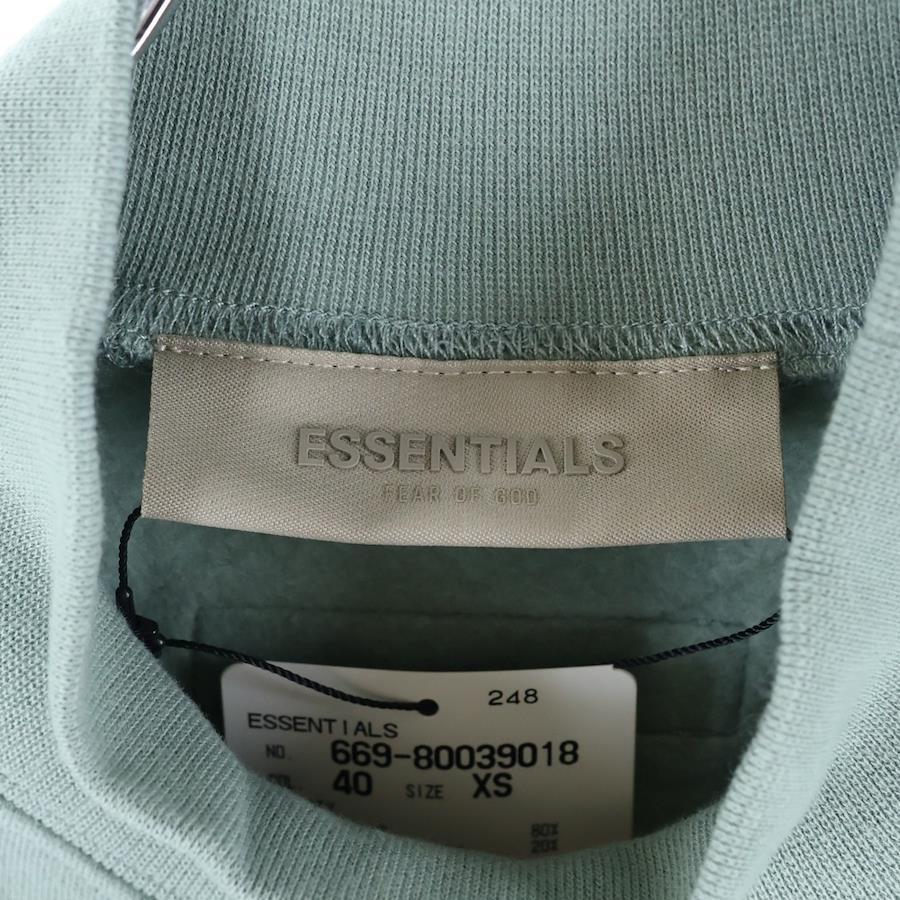 ESSENTIALS
FEAR OF GOD
248
ESSENTIALS
NO. 669-80039018
40 SIZE XS
80%
20%